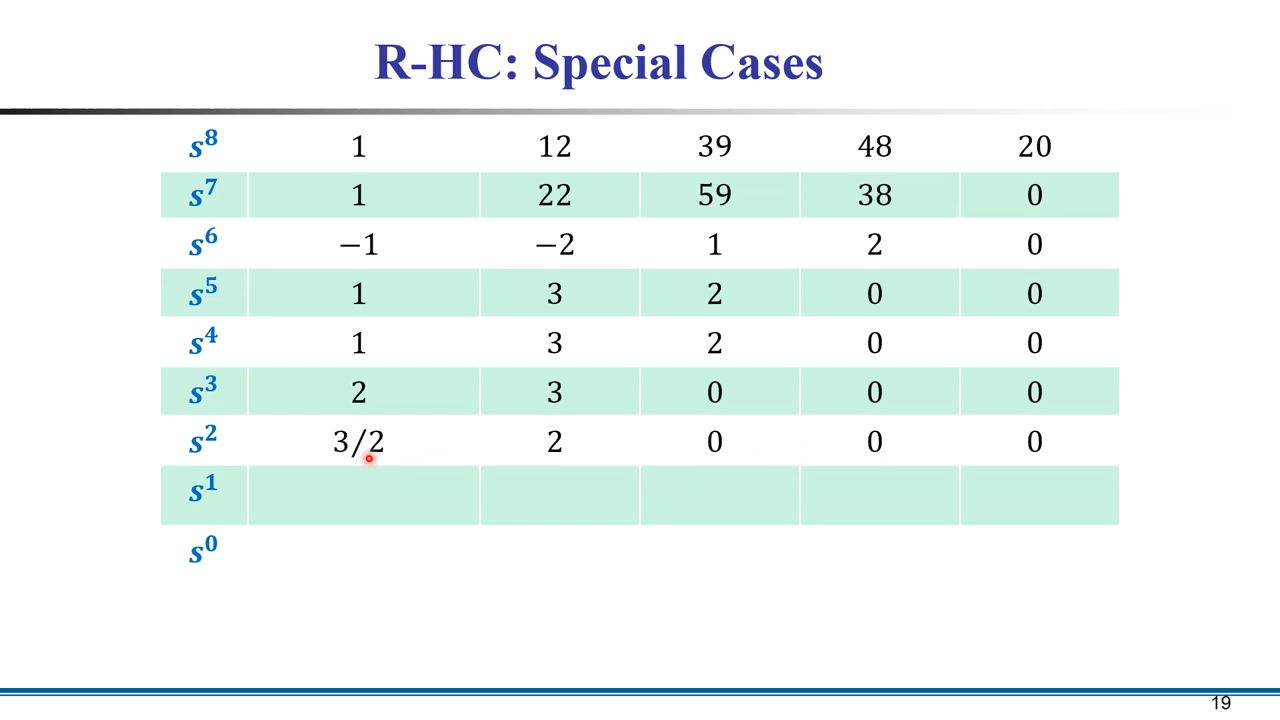 R-HC: Special Cases
s⁸ 1 12 39 48 20
s⁷ 1 22 59 38 0
s⁶ −1 −2 1 2 0
s⁵ 1 3 2 0 0
s⁴ 1 3 2 0 0
s³ 2 3 0 0 0
s² 3/2 2 0 0 0
s¹
s⁰
19